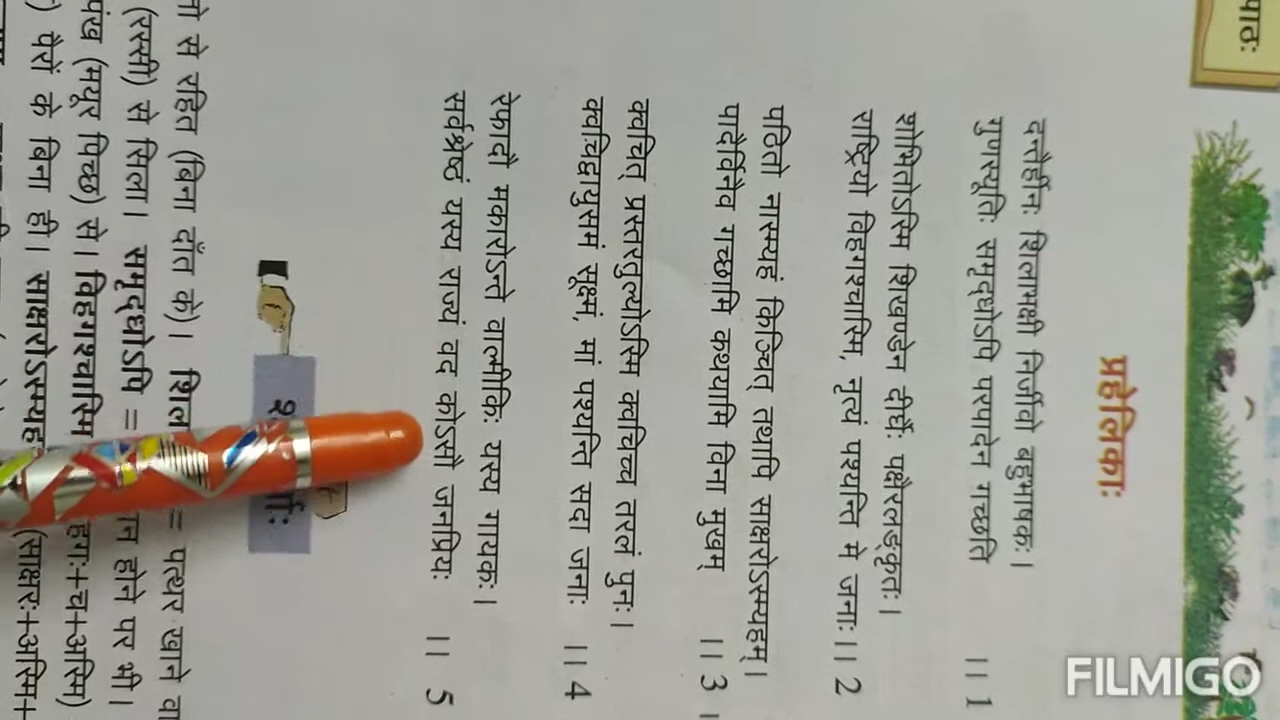 पाठः
प्रहेलिकाः
दन्तैर्हीनः शिलाभक्षी निर्जीवो बहुभाषकः।
गुणस्यूतिः समृद्धोऽपि परपादेन गच्छति ।।1
शोभितोऽस्मि शिखण्डेन दीर्घैः पक्षैरलङ्कृतः।
राष्ट्रियो विहगश्चास्मि, नृत्यं पश्यन्ति मे जनाः।।2
पठितो नास्म्यहं किञ्चित् तथापि साक्षरोऽस्म्यहम्।
पादैर्विनैव गच्छामि कथयामि विना मुखम् ।।3।
क्वचित् प्रस्तरतुल्योऽस्मि क्वचिच्च तरलं पुनः।
क्वचिद्वायुसमं सूक्ष्मं, मां पश्यन्ति सदा जनाः ।।4
रेफादौ मकारोऽन्ते वाल्मीकिः यस्य गायकः।
सर्वश्रेष्ठं यस्य राज्यं वद कोऽसौ जनप्रियः ।। 5
से रहित (बिना दाँत के)। = पत्थर खाने
(रस्सी) से सिला। समृद्धोऽपि = होने पर भी।
पंख (मयूर पिच्छ) से। विहगश्चास्मि
पैरों के बिना ही। साक्षरोऽस्म्यह (साक्षरः+अस्मि+
FILMIGO